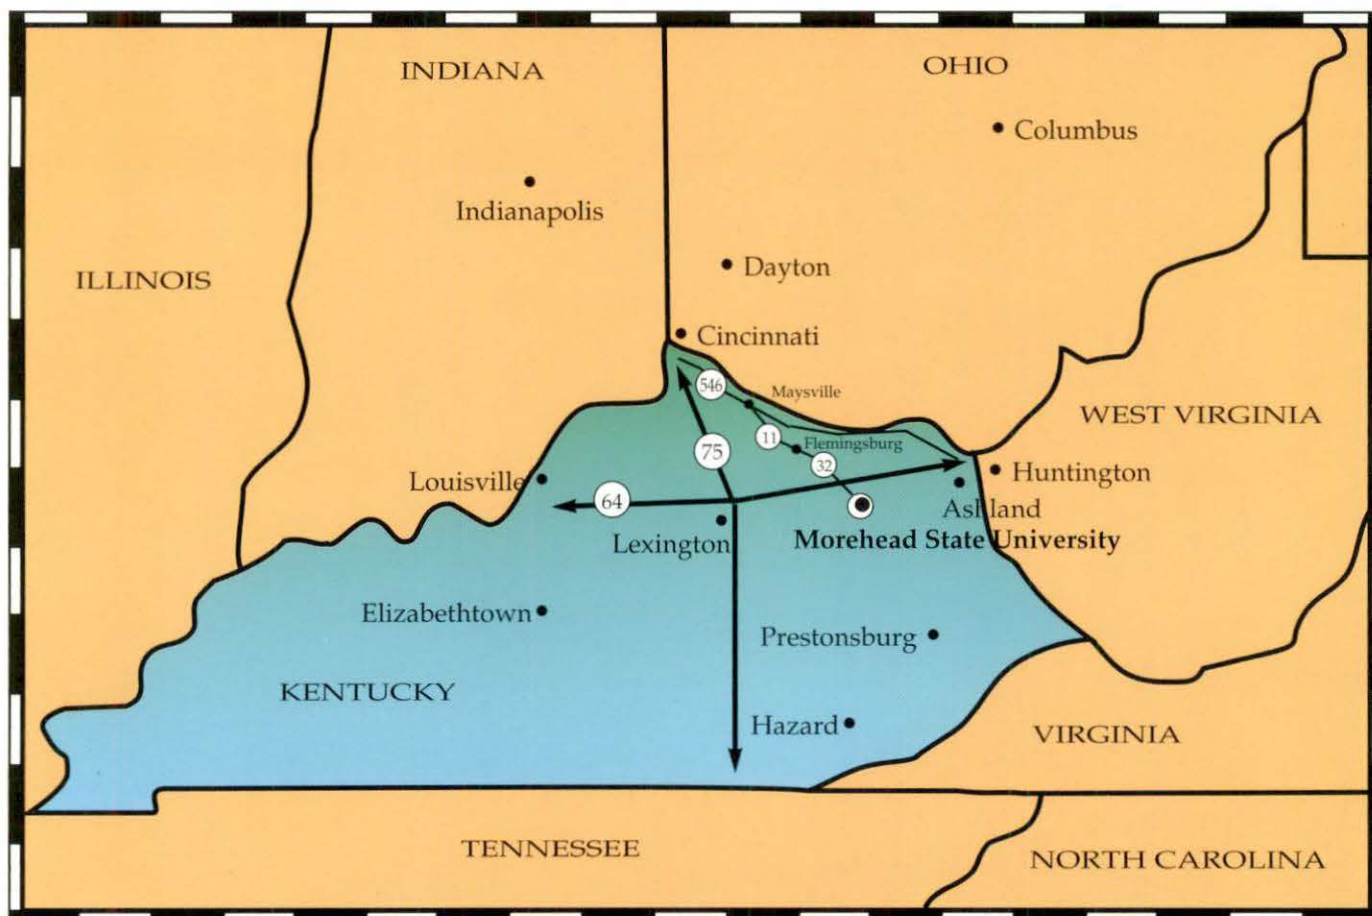 INDIANA
OHIO
Columbus
Indianapolis
Dayton
ILLINOIS
Cincinnati
546
Maysville
WEST VIRGINIA
11
Flemingsburg
75
32
Louisville
Huntington
64
Ashland
Lexington
Morehead State University
Elizabethtown
Prestonsburg
KENTUCKY
Hazard
VIRGINIA
TENNESSEE
NORTH CAROLINA